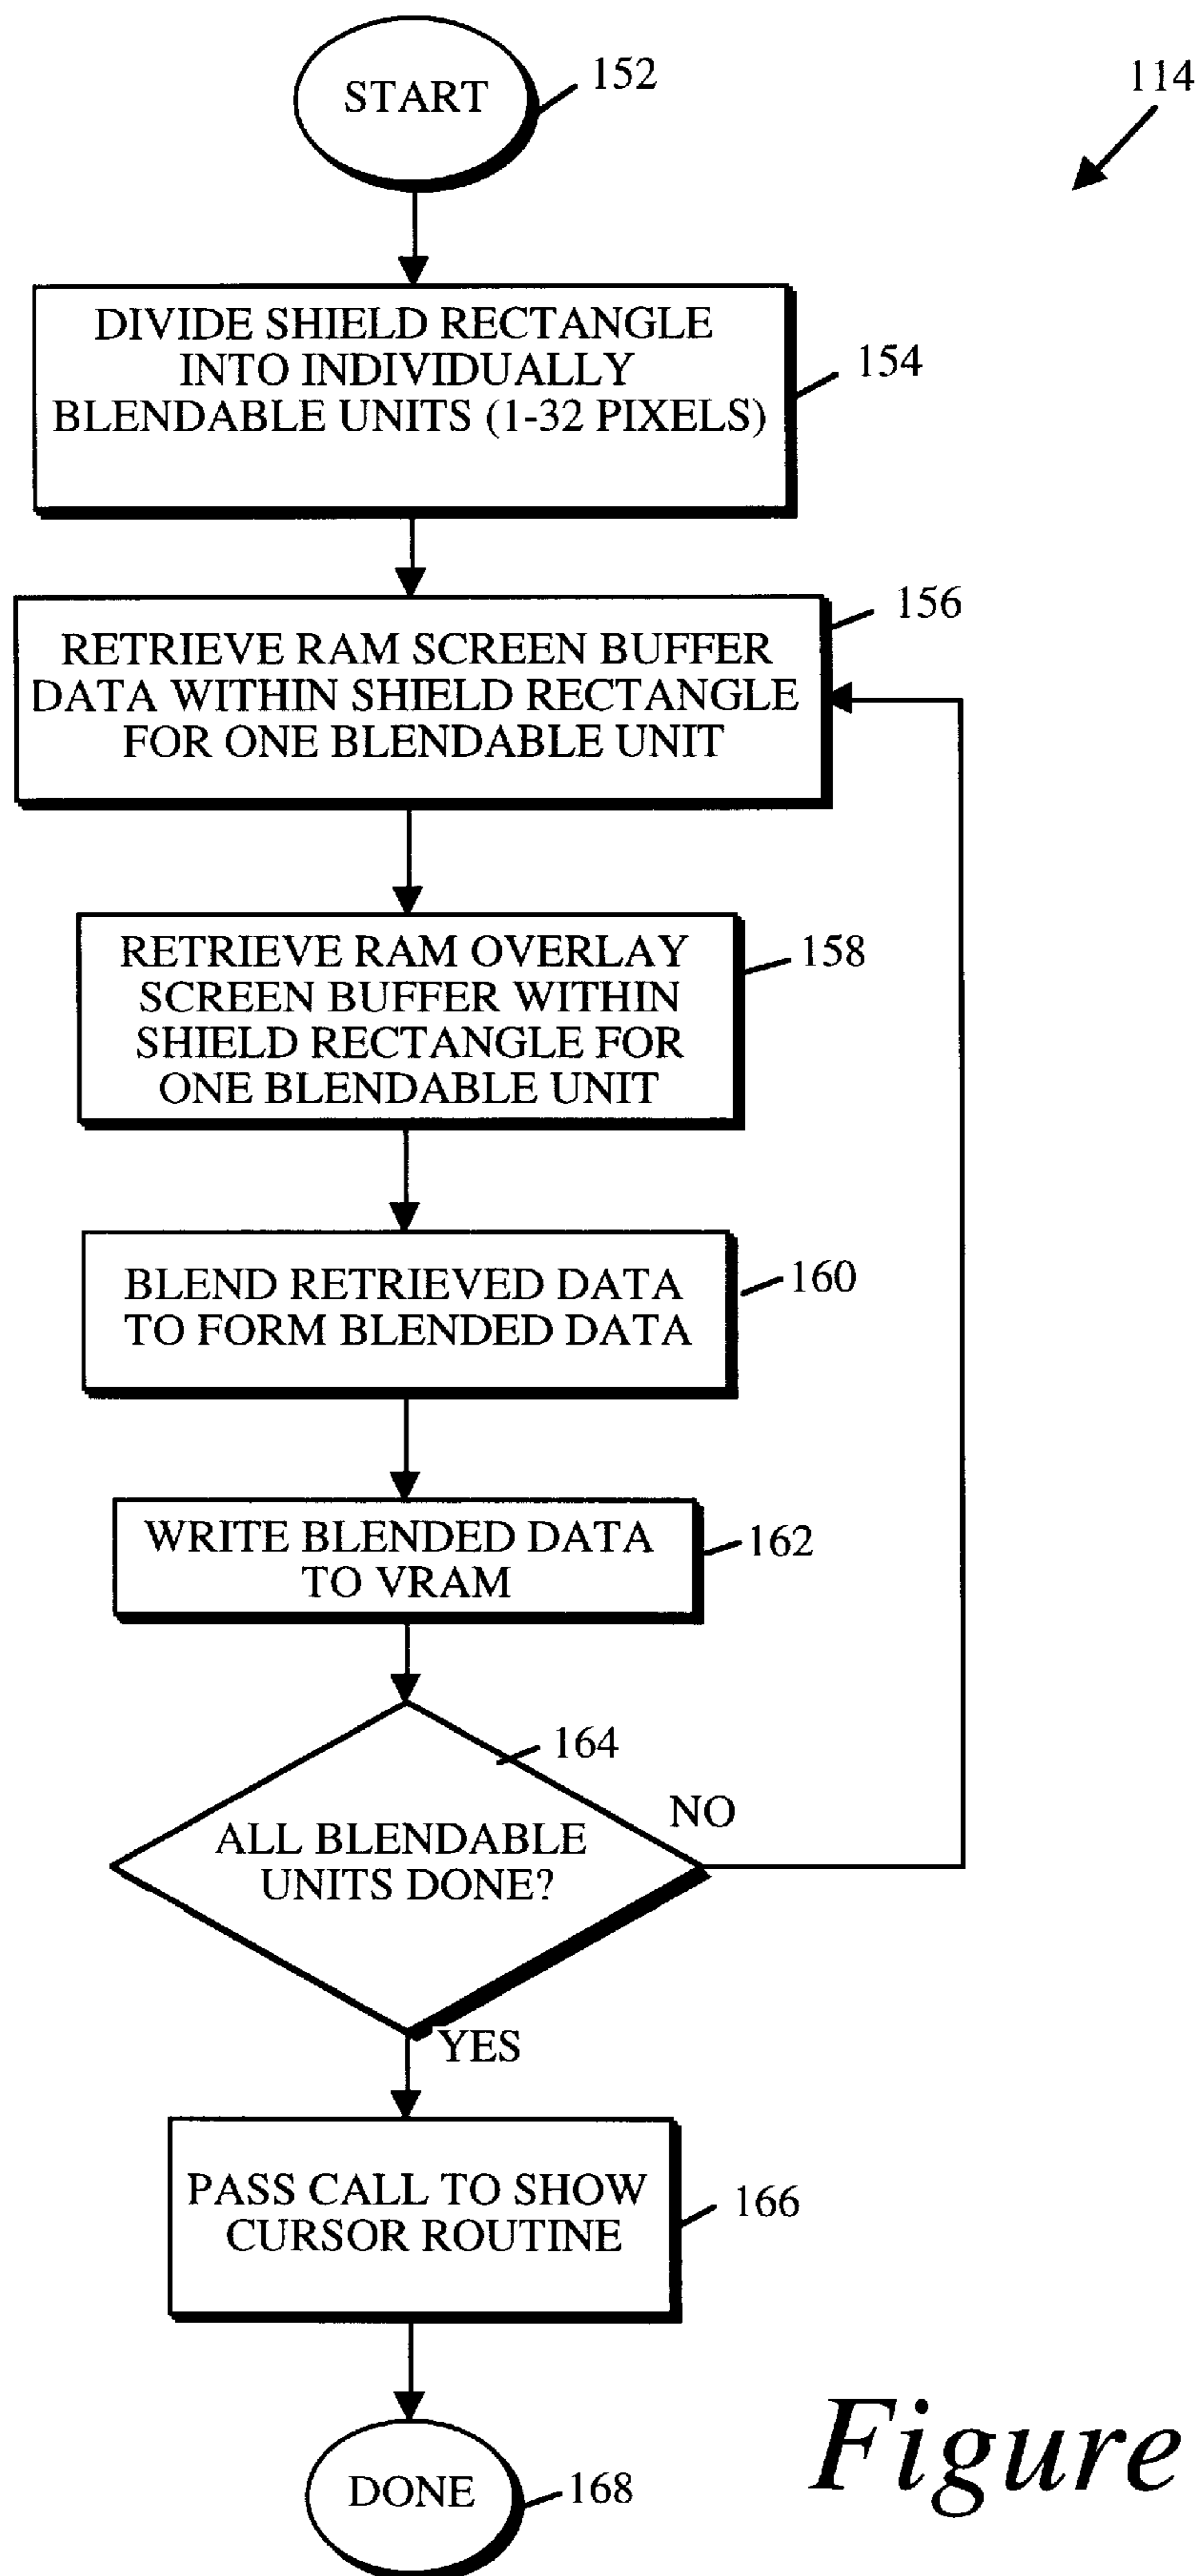 START
152
114
DIVIDE SHIELD RECTANGLE
INTO INDIVIDUALLY
BLENDABLE UNITS (1-32 PIXELS)
154
156
RETRIEVE RAM SCREEN BUFFER
DATA WITHIN SHIELD RECTANGLE
FOR ONE BLENDABLE UNIT
RETRIEVE RAM OVERLAY
SCREEN BUFFER WITHIN
SHIELD RECTANGLE FOR
ONE BLENDABLE UNIT
158
BLEND RETRIEVED DATA
TO FORM BLENDED DATA
160
WRITE BLENDED DATA
TO VRAM
162
164
ALL BLENDABLE
UNITS DONE?
NO
YES
PASS CALL TO SHOW
CURSOR ROUTINE
166
DONE
168
Figure